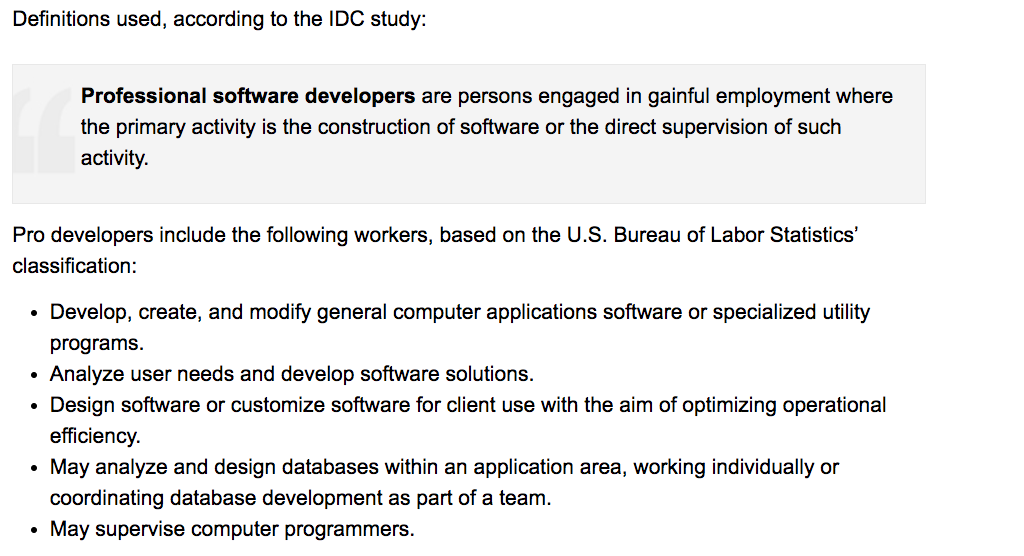 Definitions used, according to the IDC study:
Professional software developers are persons engaged in gainful employment where
the primary activity is the construction of software or the direct supervision of such
activity.
Pro developers include the following workers, based on the U.S. Bureau of Labor Statistics’
classification:
• Develop, create, and modify general computer applications software or specialized utility
programs.
• Analyze user needs and develop software solutions.
• Design software or customize software for client use with the aim of optimizing operational
efficiency.
• May analyze and design databases within an application area, working individually or
coordinating database development as part of a team.
• May supervise computer programmers.